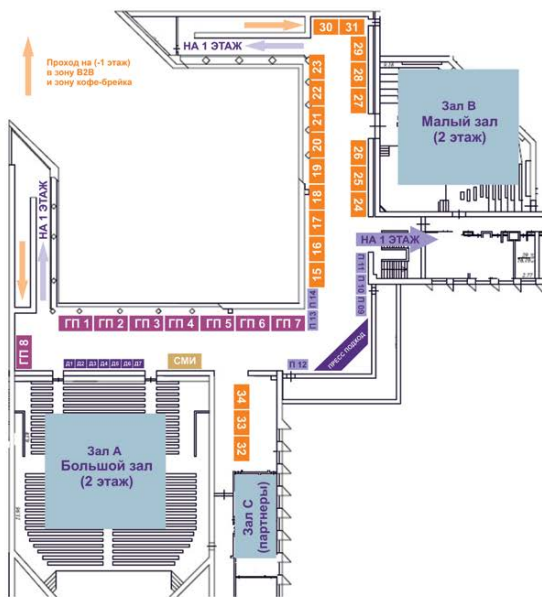 30 31
НА 1 ЭТАЖ
Проход на (-1 этаж)
в зону B2B
и зону кофе-брейка
29
28
27
23
22
21
20
19
18
17
16
15
Зал В
Малый зал
(2 этаж)
26
25
24
НА 1 ЭТАЖ
НА 1 ЭТАЖ
П 11
П 10
П 09
П 14
П 13
ГП 1 ГП 2 ГП 3 ГП 4 ГП 5 ГП 6 ГП 7
ГП 8
ПРЕСС ПОДХОД
П 12
Д1 Д2 Д3 Д4 Д5 Д6 Д7
СМИ
34
33
32
Зал А
Большой зал
(2 этаж)
Зал С
(партнеры)